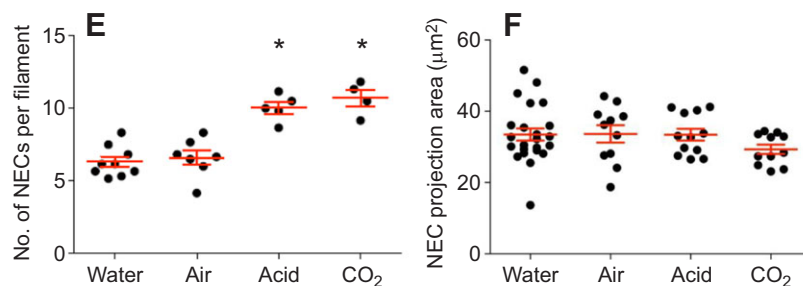 E
No. of NECs per filament
15
10
5
0
*
*
Water Air Acid CO₂
F
NEC projection area (μm²)
60
40
20
0
Water Air Acid CO₂